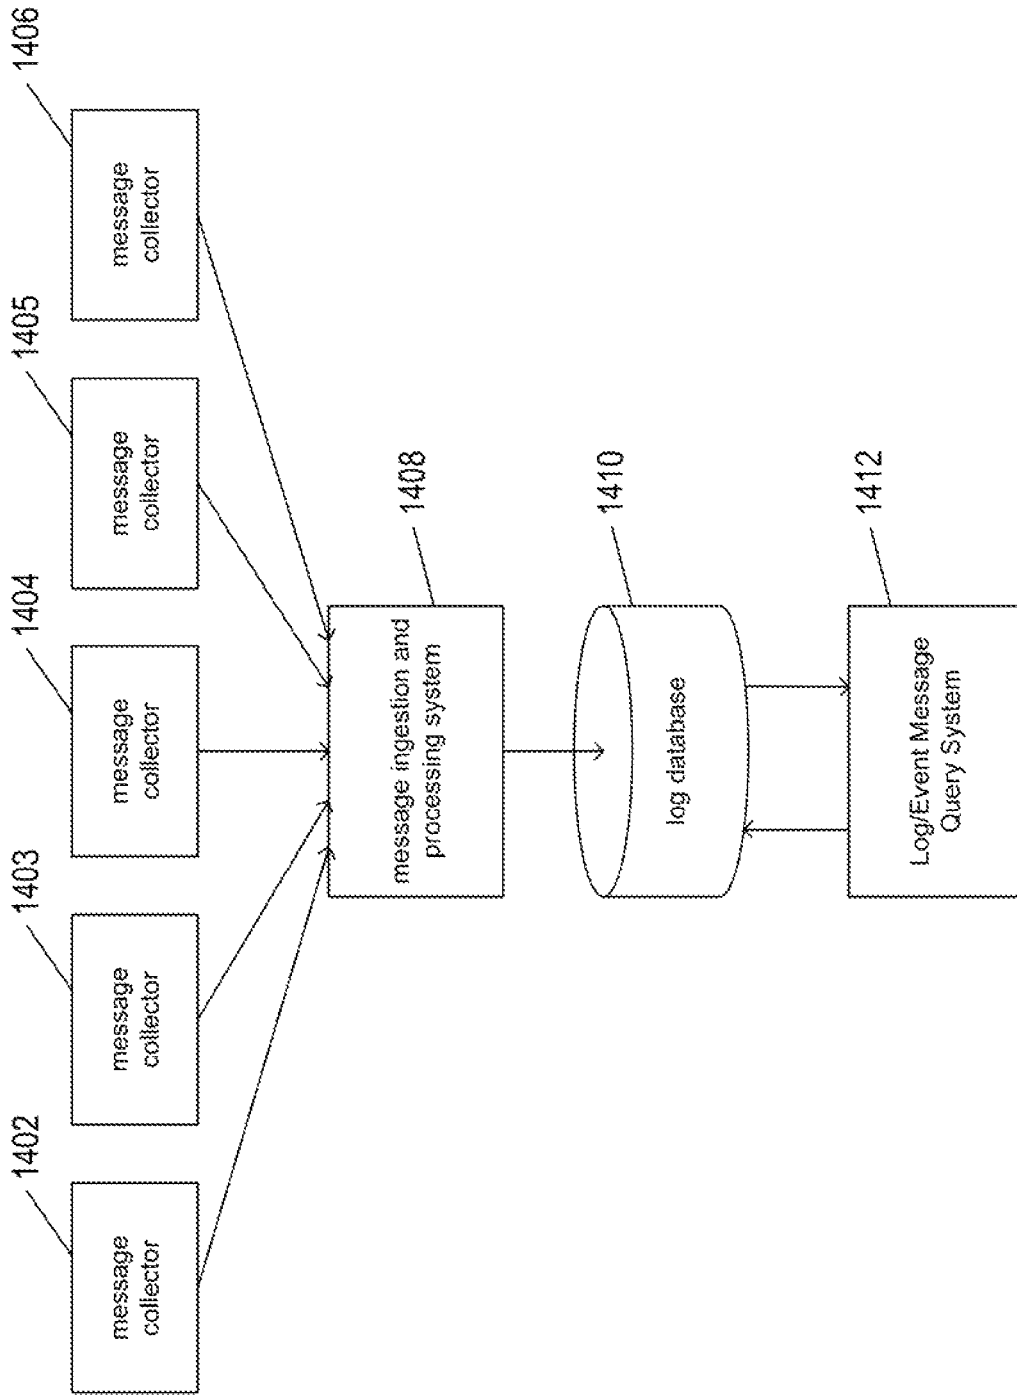 1402
1403
1404
1405
1406
message
collector
message
collector
message
collector
message
collector
message
collector
message ingestion and
processing system
1408
log database
1410
Log/Event Message
Query System
1412